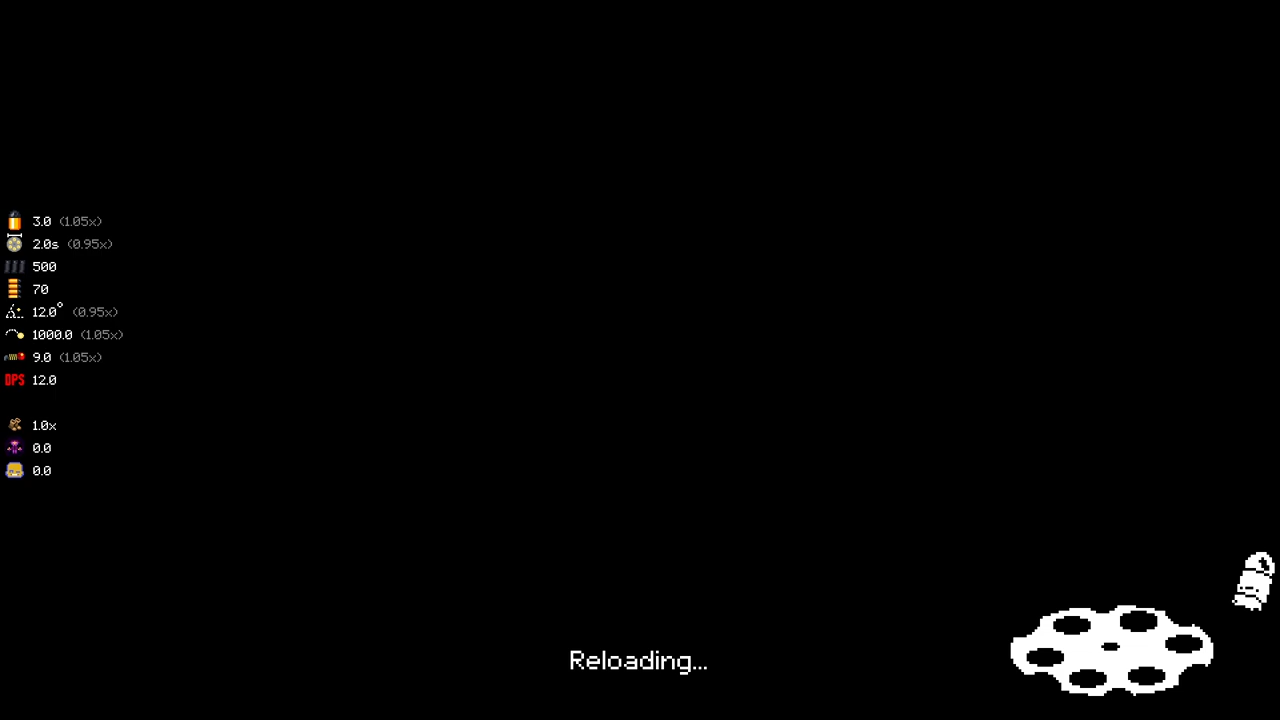 3.0 (1.05x)
2.0s (0.95x)
500
70
12.0° (0.95x)
1000.0 (1.05x)
9.0 (1.05x)
DPS 12.0
1.0x
0.0
0.0
Reloading...